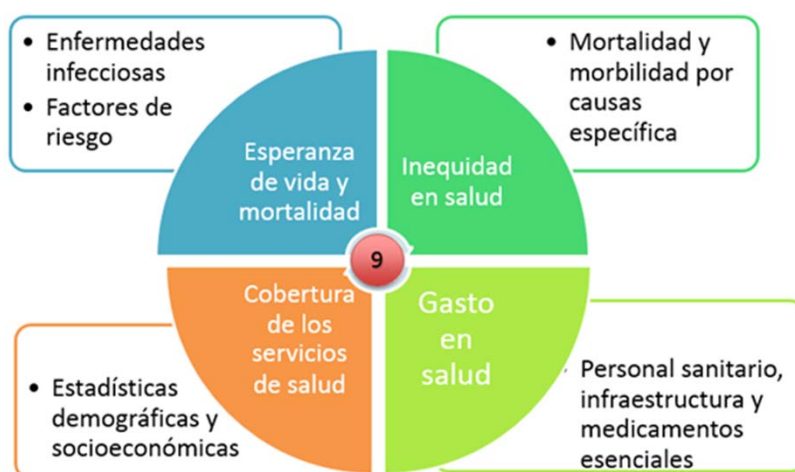 • Enfermedades
infecciosas
• Factores de
riesgo
Esperanza
de vida y
mortalidad
• Mortalidad y
morbilidad por
causas
específica
Inequidad
en salud
9
Cobertura
de los
servicios
de salud
• Estadísticas
demográficas y
socioeconómicas
Gasto
en
salud
Personal sanitario,
infraestructura y
medicamentos
esenciales